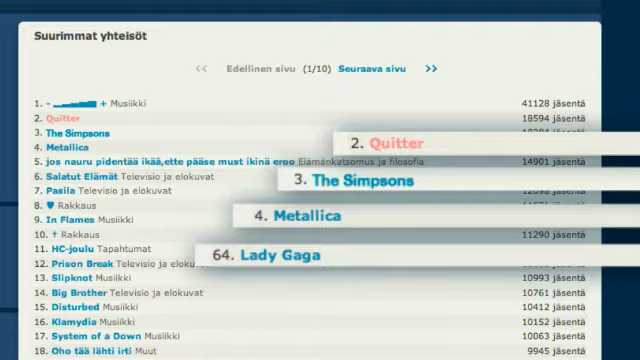 Suurimmat yhteisöt
<< Edellinen sivu (1/10) Seuraava sivu >>
1. - ▂▂▃▃▄▄▅▅ + Musiikki 41128 jäsentä
2. Quitter 18594 jäsentä
3. The Simpsons
4. Metallica
5. jos nauru pidentää ikää,ette pääse must ikinä eroo Elämänkatsomus ja filosofia 14901 jäsentä
6. Salatut Elämät Televisio ja elokuvat
7. Pasila Televisio ja elokuvat 12098 jäsentä
8. ♥ Rakkaus
9. In Flames Musiikki
10. † Rakkaus 11290 jäsentä
11. HC-joulu Tapahtumat
12. Prison Break Televisio ja
13. Slipknot Musiikki 10993 jäsentä
14. Big Brother Televisio ja elokuvat 10761 jäsentä
15. Disturbed Musiikki 10412 jäsentä
16. Klamydia Musiikki 10152 jäsentä
17. System of a Down Musiikki 10063 jäsentä
18. Oho tää lähti irti Muut 9945 jäsentä
2. Quitter
3. The Simpsons
4. Metallica
64. Lady Gaga